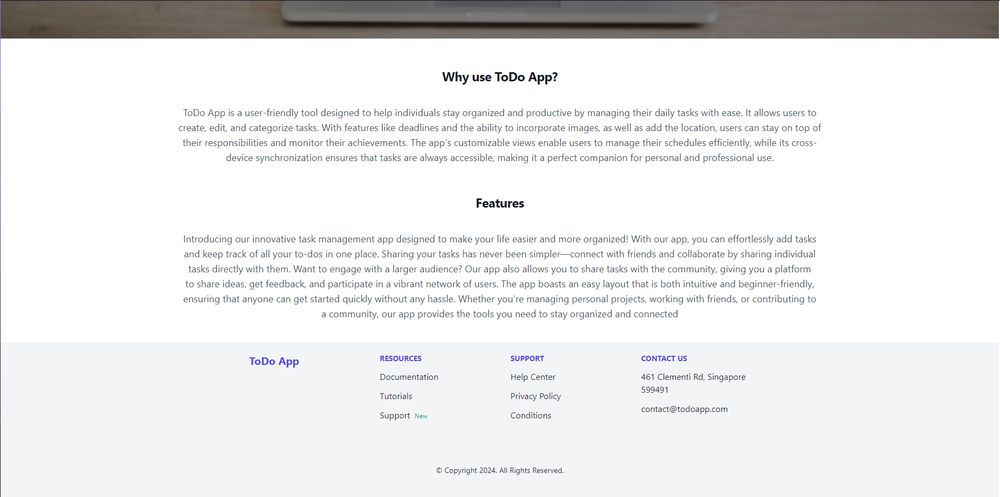 Why use ToDo App?
ToDo App is a user-friendly tool designed to help individuals stay organized and productive by managing their daily tasks with ease. It allows users to
create, edit, and categorize tasks. With features like deadlines and the ability to incorporate images, as well as add the location, users can stay on top of
their responsibilities and monitor their achievements. The app’s customizable views enable users to manage their schedules efficiently, while its cross-
device synchronization ensures that tasks are always accessible, making it a perfect companion for personal and professional use.
Features
Introducing our innovative task management app designed to make your life easier and more organized! With our app, you can effortlessly add tasks
and keep track of all your to-dos in one place. Sharing your tasks has never been simpler—connect with friends and collaborate by sharing individual
tasks directly with them. Want to engage with a larger audience? Our app also allows you to share tasks with the community, giving you a platform
to share ideas, get feedback, and participate in a vibrant network of users. The app boasts an easy layout that is both intuitive and beginner-friendly,
ensuring that anyone can get started quickly without any hassle. Whether you're managing personal projects, working with friends, or contributing to
a community, our app provides the tools you need to stay organized and connected
ToDo App
RESOURCES
Documentation
Tutorials
Support New
SUPPORT
Help Center
Privacy Policy
Conditions
CONTACT US
461 Clementi Rd, Singapore
599491
contact@todoapp.com
© Copyright 2024. All Rights Reserved.